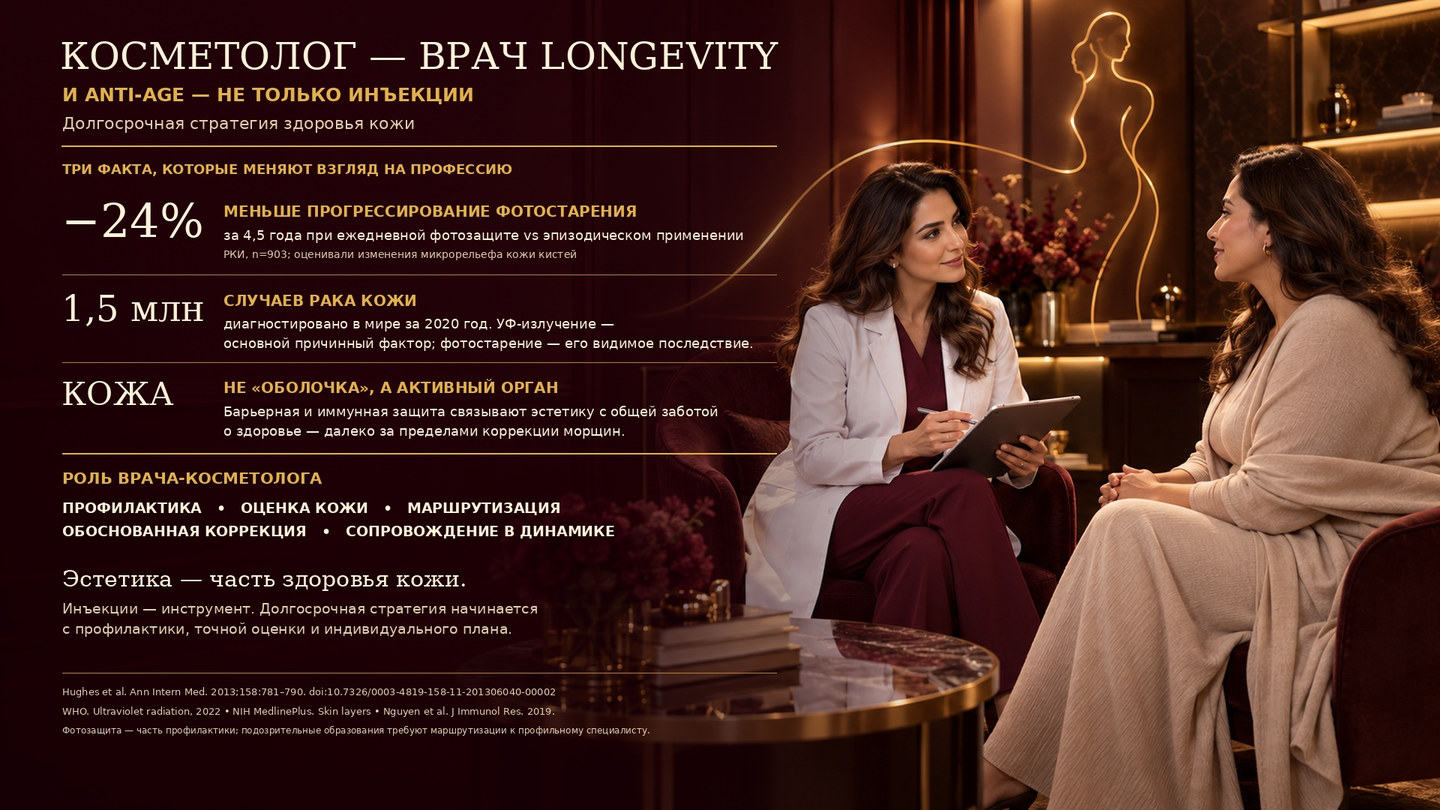 КОСМЕТОЛОГ — ВРАЧ LONGEVITY
И ANTI-AGE — НЕ ТОЛЬКО ИНЪЕКЦИИ
Долгосрочная стратегия здоровья кожи
ТРИ ФАКТА, КОТОРЫЕ МЕНЯЮТ ВЗГЛЯД НА ПРОФЕССИЮ
−24%
МЕНЬШЕ ПРОГРЕССИРОВАНИЕ ФОТОСТАРЕНИЯ
за 4,5 года при ежедневной фотозащите vs эпизодическом применении
РКИ, n=903; оценивали изменения микрорельефа кожи кистей
1,5 млн
СЛУЧАЕВ РАКА КОЖИ
диагностировано в мире за 2020 год. УФ-излучение —
основной причинный фактор; фотостарение — его видимое последствие.
КОЖА
НЕ «ОБОЛОЧКА», А АКТИВНЫЙ ОРГАН
Барьерная и иммунная защита связывают эстетику с общей заботой
о здоровье — далеко за пределами коррекции морщин.
РОЛЬ ВРАЧА-КОСМЕТОЛОГА
ПРОФИЛАКТИКА • ОЦЕНКА КОЖИ • МАРШРУТИЗАЦИЯ
ОБОСНОВАННАЯ КОРРЕКЦИЯ • СОПРОВОЖДЕНИЕ В ДИНАМИКЕ
Эстетика — часть здоровья кожи.
Инъекции — инструмент. Долгосрочная стратегия начинается
с профилактики, точной оценки и индивидуального плана.
Hughes et al. Ann Intern Med. 2013;158:781–790. doi:10.7326/0003-4819-158-11-201306040-00002
WHO. Ultraviolet radiation, 2022 • NIH MedlinePlus. Skin layers • Nguyen et al. J Immunol Res. 2019.
Фотозащита — часть профилактики; подозрительные образования требуют маршрутизации к профильному специалисту.